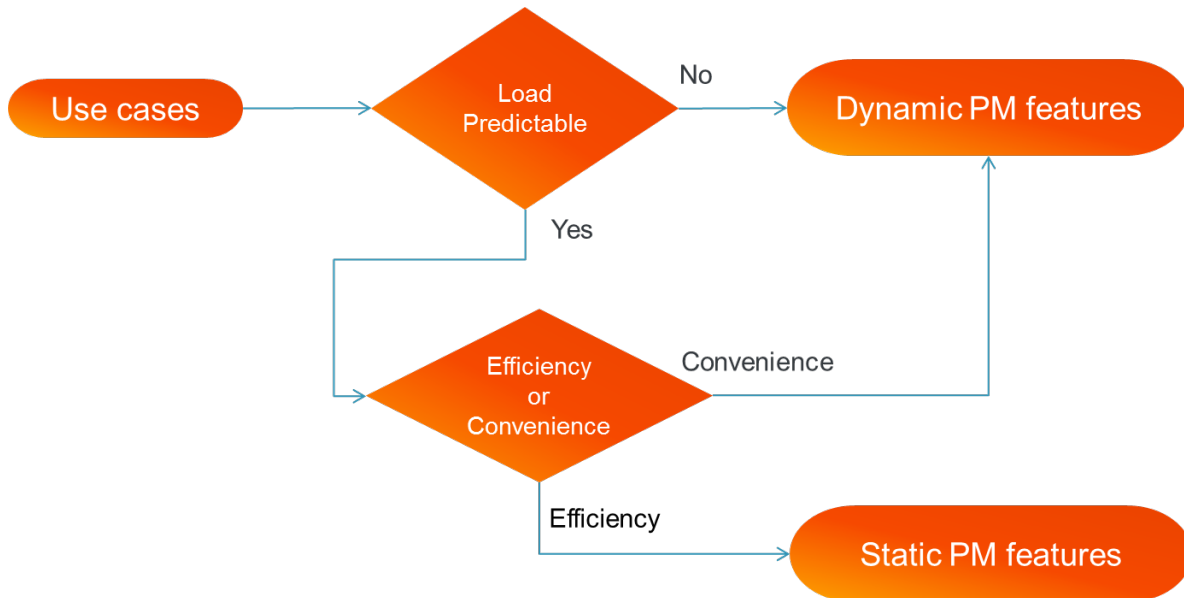 Use cases
Load
Predictable
No
Dynamic PM features
Yes
Efficiency
or
Convenience
Convenience
Efficiency
Static PM features